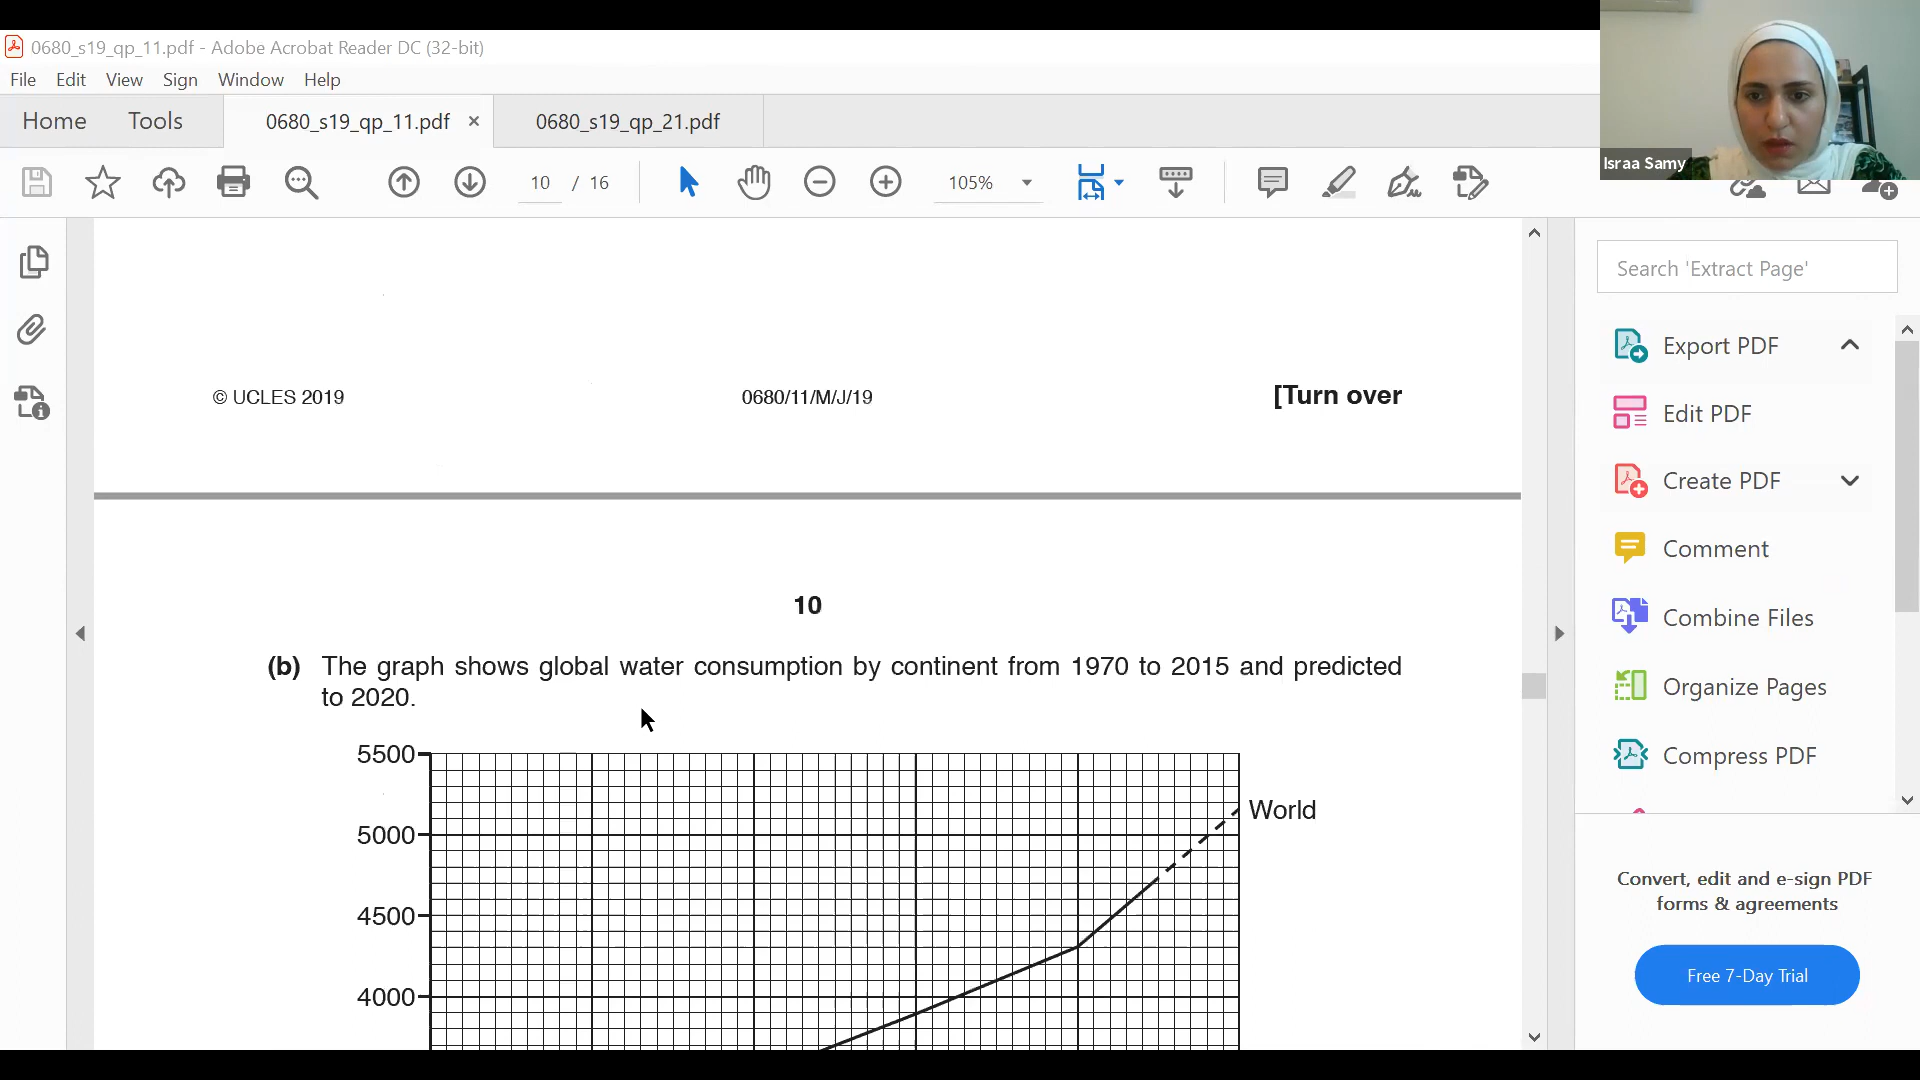 0680_s19_qp_11.pdf - Adobe Acrobat Reader DC (32-bit)
File Edit View Sign Window Help
Home Tools 0680_s19_qp_11.pdf × 0680_s19_qp_21.pdf
10 / 16 105%
Israa Samy
Search 'Extract Page'
Export PDF
Edit PDF
Create PDF
Comment
Combine Files
Organize Pages
Compress PDF
Convert, edit and e-sign PDF
forms & agreements
Free 7-Day Trial
© UCLES 2019 0680/11/M/J/19 [Turn over
10
(b) The graph shows global water consumption by continent from 1970 to 2015 and predicted
to 2020.
5500
World
5000
4500
4000